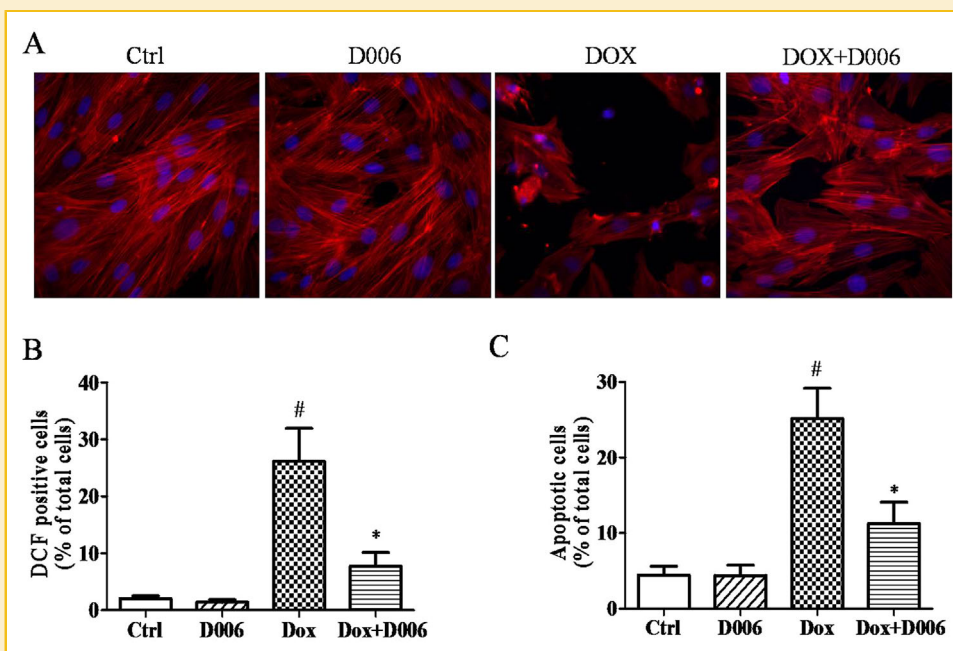 A
Ctrl D006 DOX DOX+D006
B
DCF positive cells
(% of total cells)
40
30
20
10
0
#
*
Ctrl D006 Dox Dox+D006
C
Apoptotic cells
(% of total cells)
30
20
10
0
#
*
Ctrl D006 Dox Dox+D006